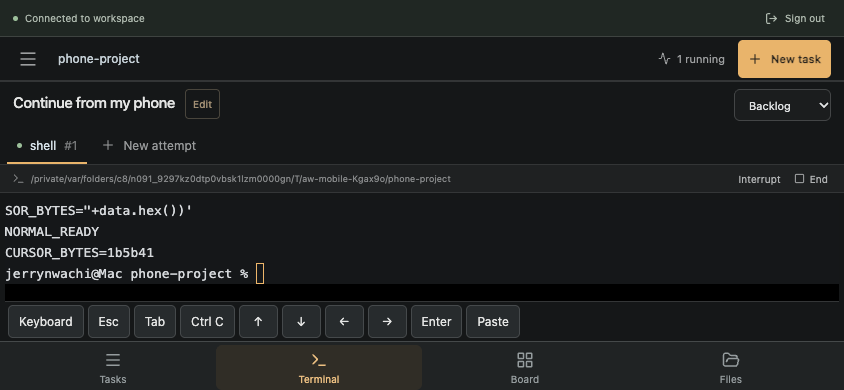 Connected to workspace
Sign out
phone-project
1 running
+ New task
Continue from my phone
Edit
Backlog
shell #1
+ New attempt
>_ /private/var/folders/c8/n091_9297kz0dtp0vbsk1lzm0000gn/T/aw-mobile-Kgax9o/phone-project
Interrupt
End
SOR_BYTES="+data.hex())'
NORMAL_READY
CURSOR_BYTES=1b5b41
jerrynwachi@Mac phone-project %
Keyboard
Esc
Tab
Ctrl C
↑
↓
←
→
Enter
Paste
Tasks
Terminal
Board
Files